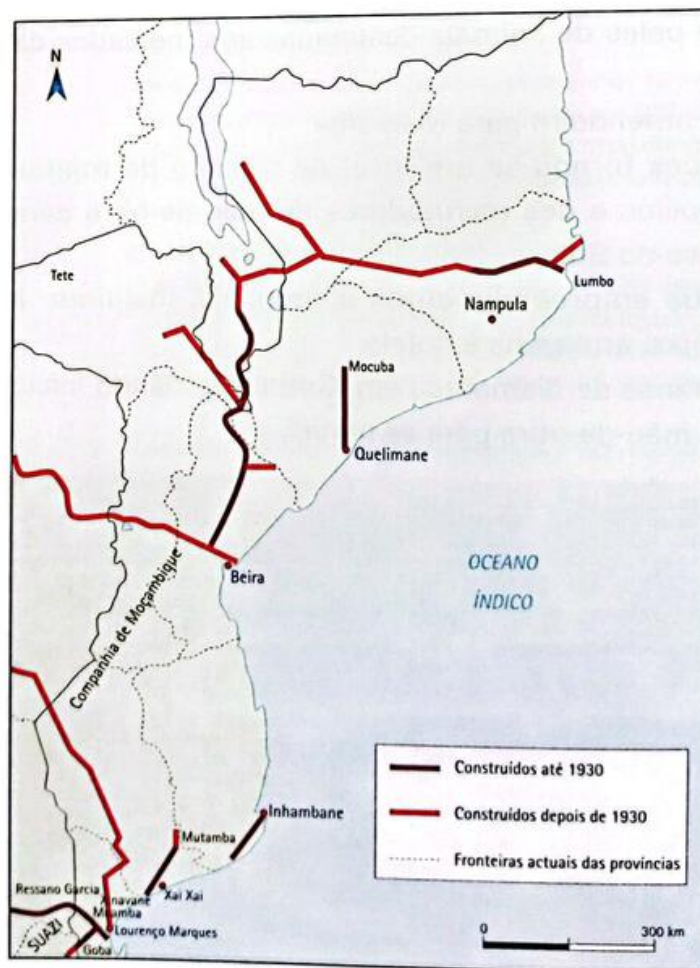 N
Tete
Lumbo
Nampula
Mocuba
Quelimane
Companhia de Moçambique
Beira
OCEANO
ÍNDICO
Inhambane
Mutamba
Xai Xai
Ressano Garcia
Moamba
Lourenço Marques
SUAZI
Goba
Construídos até 1930
Construídos depois de 1930
Fronteiras actuais das províncias
0
300 km